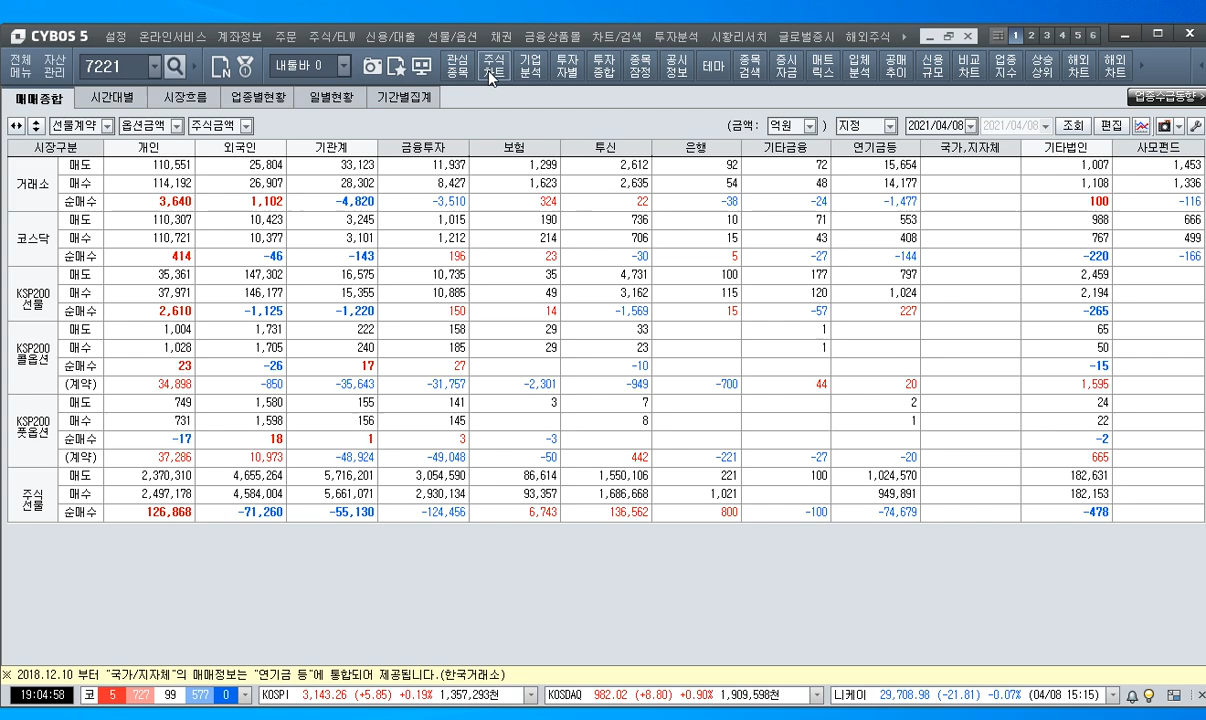 CYBOS 5 설정 온라인서비스 계좌정보 주문 주식/ELW 신용/대출 선물/옵션 채권 금융상품몰 차트/검색 투자분석 시황리서치 글로벌증시 해외주식 1 2 3 4 5 6
전체메뉴 자산관리 7221 내툴바 0 관심종목 주식차트 기업분석 투자자별 투자종합 종목잠정 공시정보 테마 종목검색 증시자금 매트릭스 입체분석 공매추이 신용규모 비교차트 업종지수 상승상위 해외차트 해외차트
매매종합 시간대별 시장흐름 업종별현황 일별현황 기간별집계 업종수급동향
선물계약 옵션금액 주식금액 (금액: 억원 ) 지정 2021/04/08 2021/04/08 조회 편집
시장구분 개인 외국인 기관계 금융투자 보험 투신 은행 기타금융 연기금등 국가,지자체 기타법인 사모펀드
거래소 매도 110,551 25,804 33,123 11,937 1,299 2,612 92 72 15,654 1,007 1,453
매수 114,192 26,907 28,302 8,427 1,623 2,635 54 48 14,177 1,108 1,336
순매수 3,640 1,102 -4,820 -3,510 324 22 -38 -24 -1,477 100 -116
코스닥 매도 110,307 10,423 3,245 1,015 190 736 10 71 553 988 666
매수 110,721 10,377 3,101 1,212 214 706 15 43 408 767 499
순매수 414 -46 -143 196 23 -30 5 -27 -144 -220 -166
KSP200 선물 매도 35,361 147,302 16,575 10,735 35 4,731 100 177 797 2,459
매수 37,971 146,177 15,355 10,885 49 3,162 115 120 1,024 2,194
순매수 2,610 -1,125 -1,220 150 14 -1,569 15 -57 227 -265
KSP200 콜옵션 매도 1,004 1,731 222 158 29 33 1 65
매수 1,028 1,705 240 185 29 23 1 50
순매수 23 -26 17 27 -10 -15
(계약) 34,898 -850 -35,643 -31,757 -2,301 -949 -700 44 20 1,595
KSP200 풋옵션 매도 749 1,580 155 141 3 7 2 24
매수 731 1,598 156 145 8 1 22
순매수 -17 18 1 3 -3 -2
(계약) 37,286 10,973 -48,924 -49,048 -50 442 -221 -27 -20 665
주식 선물 매도 2,370,310 4,655,264 5,716,201 3,054,590 86,614 1,550,106 221 100 1,024,570 182,631
매수 2,497,178 4,584,004 5,661,071 2,930,134 93,357 1,686,668 1,021 949,891 182,153
순매수 126,868 -71,260 -55,130 -124,456 6,743 136,562 800 -100 -74,679 -478
※ 2018.12.10 부터 "국가/지자체"의 매매정보는 "연기금 등"에 통합되어 제공됩니다.(한국거래소)
19:04:58 코 5 727 99 577 0 KOSPI 3,143.26 (+5.85) +0.19% 1,357,293천 KOSDAQ 982.02 (+8.80) +0.90% 1,909,598천 니케이 29,708.98 (-21.81) -0.07% (04/08 15:15)